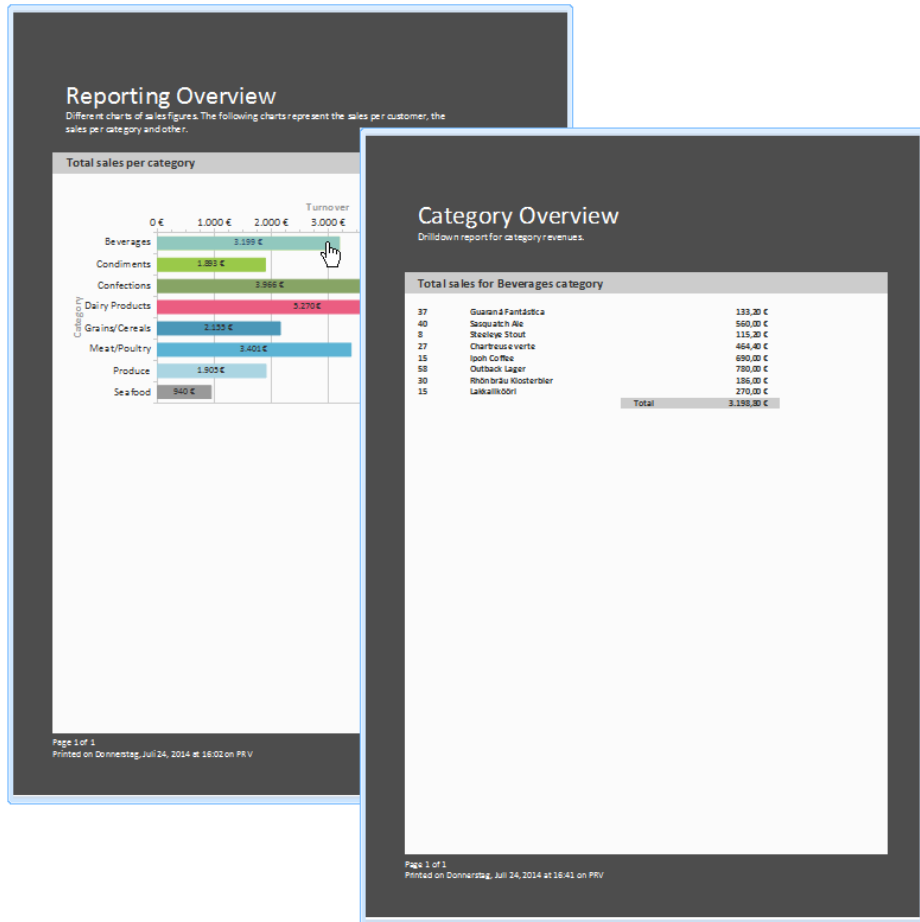 Reporting Overview
Different charts of sales figures. The following charts represent the sales per customer, the
sales per category and other.
Total sales per category
Turnover
0 € 1.000 € 2.000 € 3.000 €
Category
Beverages 3.199 €
Condiments 1.893 €
Confections 3.966 €
Dairy Products 5.270 €
Grains/Cereals 2.155 €
Meat/Poultry 3.401 €
Produce 1.905 €
Seafood 940 €
Page 1 of 1
Printed on Donnerstag, Juli 24, 2014 at 16:02 on PRV
Category Overview
Drilldown report for category revenues.
Total sales for Beverages category
37 Guaraná Fantástica 133,20 €
40 Sasquatch Ale 560,00 €
8 Steeleye Stout 115,20 €
27 Chartreuse verte 464,40 €
15 Ipoh Coffee 690,00 €
58 Outback Lager 780,00 €
30 Rhönbräu Klosterbier 186,00 €
15 Lakkalikööri 270,00 €
Total 3.198,80 €
Page 1 of 1
Printed on Donnerstag, Juli 24, 2014 at 16:41 on PRV